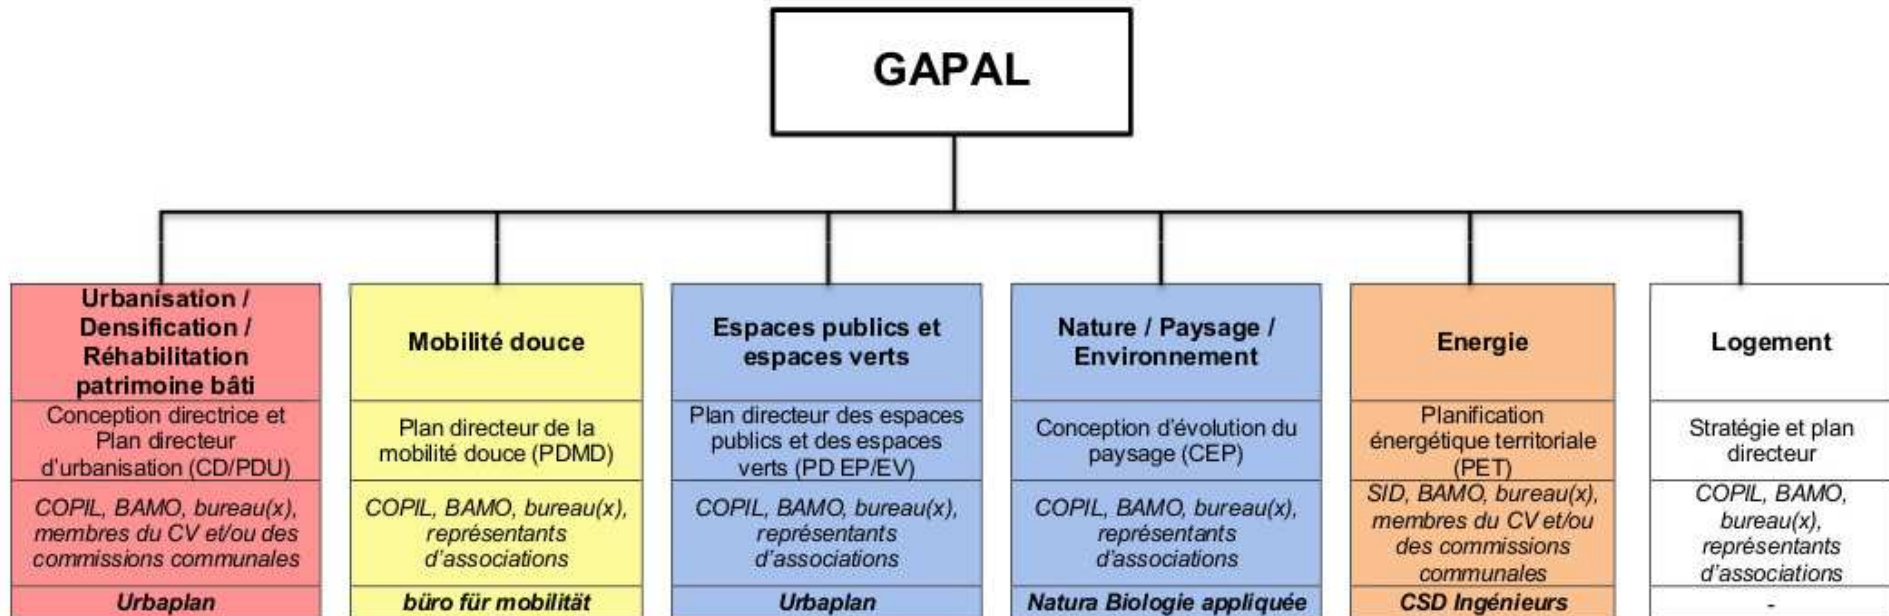 GAPAL
Urbanisation /
Densification /
Réhabilitation
patrimoine bâti
Conception directrice et
Plan directeur
d'urbanisation (CD/PDU)
COPIL, BAMO, bureau(x),
membres du CV et/ou des
commissions communales
Urbaplan
Mobilité douce
Plan directeur de la
mobilité douce (PDMD)
COPIL, BAMO, bureau(x),
représentants
d'associations
büro für mobilität
Espaces publics et
espaces verts
Plan directeur des espaces
publics et des espaces
verts (PD EP/EV)
COPIL, BAMO, bureau(x),
représentants
d'associations
Urbaplan
Nature / Paysage /
Environnement
Conception d'évolution du
paysage (CEP)
COPIL, BAMO, bureau(x),
représentants
d'associations
Natura Biologie appliquée
Energie
Planification
énergétique territoriale
(PET)
SID, BAMO, bureau(x),
membres du CV et/ou
des commissions
communales
CSD Ingénieurs
Logement
Stratégie et plan
directeur
COPIL, BAMO,
bureau(x),
représentants
d'associations
-